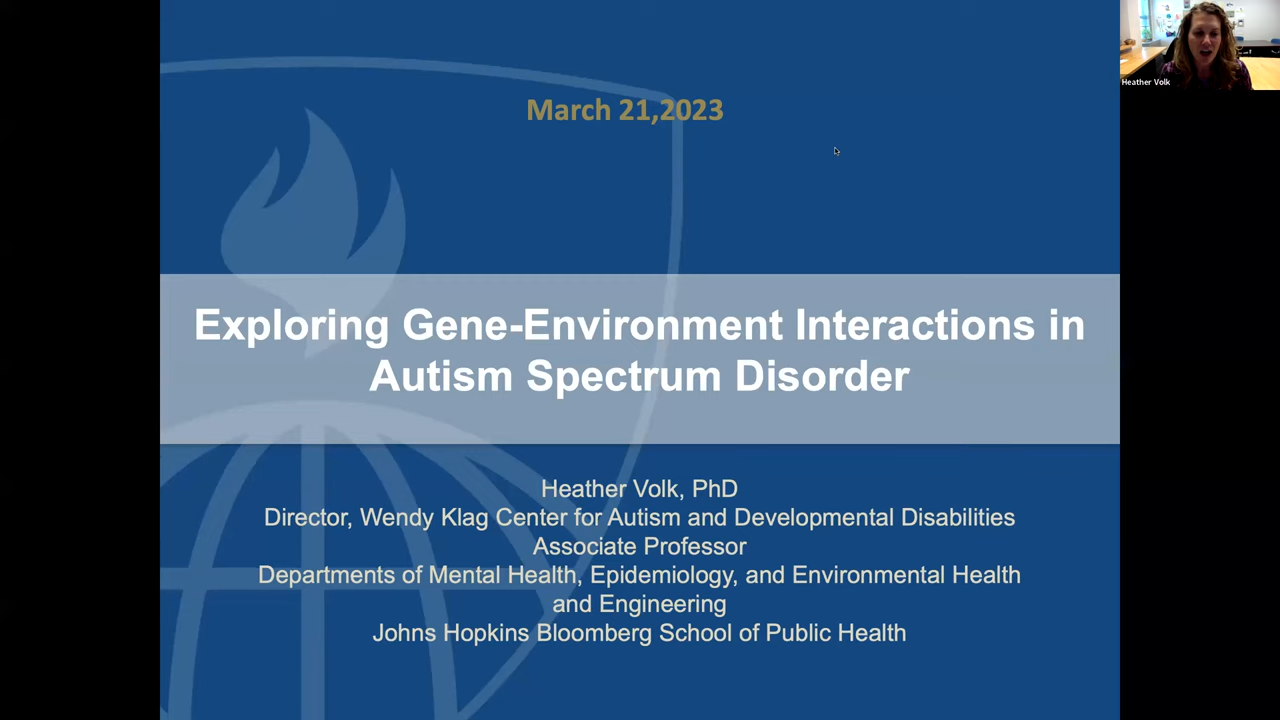 March 21,2023
Heather Volk
Exploring Gene-Environment Interactions in
Autism Spectrum Disorder
Heather Volk, PhD
Director, Wendy Klag Center for Autism and Developmental Disabilities
Associate Professor
Departments of Mental Health, Epidemiology, and Environmental Health
and Engineering
Johns Hopkins Bloomberg School of Public Health